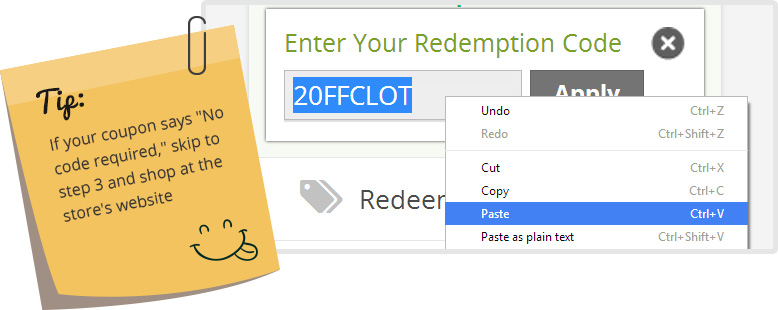 Tip:
If your coupon says "No
code required," skip to
step 3 and shop at the
store's website
Enter Your Redemption Code
20FFCLOT
Apply
Undo Ctrl+Z
Redo Ctrl+Shift+Z
Cut Ctrl+X
Copy Ctrl+C
Paste Ctrl+V
Paste as plain text Ctrl+Shift+V